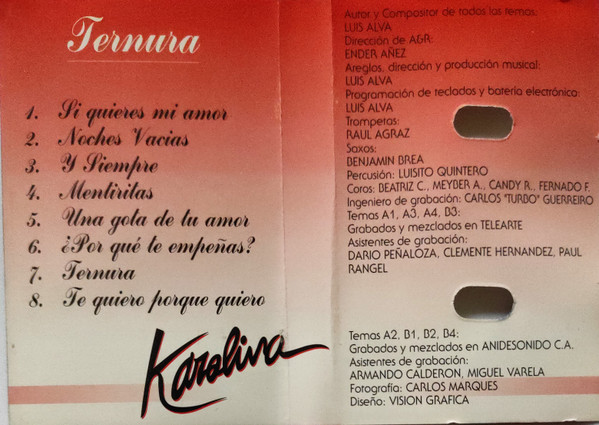 Ternura
1. Si quieres mi amor
2. Noches Vacias
3. Y Siempre
4. Mentiritas
5. Una gota de tu amor
6. ¿Por qué te empeñas?
7. Ternura
8. Te quiero porque quiero
Karolina
Autor y Compositor de todos los temas:
LUIS ALVA
Dirección de A&R:
ENDER AÑEZ
Areglos, dirección y producción musical:
LUIS ALVA
Programación de teclados y batería electrónica:
LUIS ALVA
Trompetas:
RAUL AGRAZ
Saxos:
BENJAMIN BREA
Percusión: LUISITO QUINTERO
Coros: BEATRIZ C., MEYBER A., CANDY R., FERNADO F.
Ingeniero de grabación: CARLOS "TURBO" GUERREIRO
Temas A1, A3, A4, B3:
Grabados y mezclados en TELEARTE
Asistentes de grabación:
DARIO PEÑALOZA, CLEMENTE HERNANDEZ, PAUL
RANGEL
Temas A2, B1, B2, B4:
Grabados y mezclados en ANIDESONIDO C.A.
Asistentes de grabación:
ARMANDO CALDERON, MIGUEL VARELA
Fotografía: CARLOS MARQUES
Diseño: VISION GRAFICA